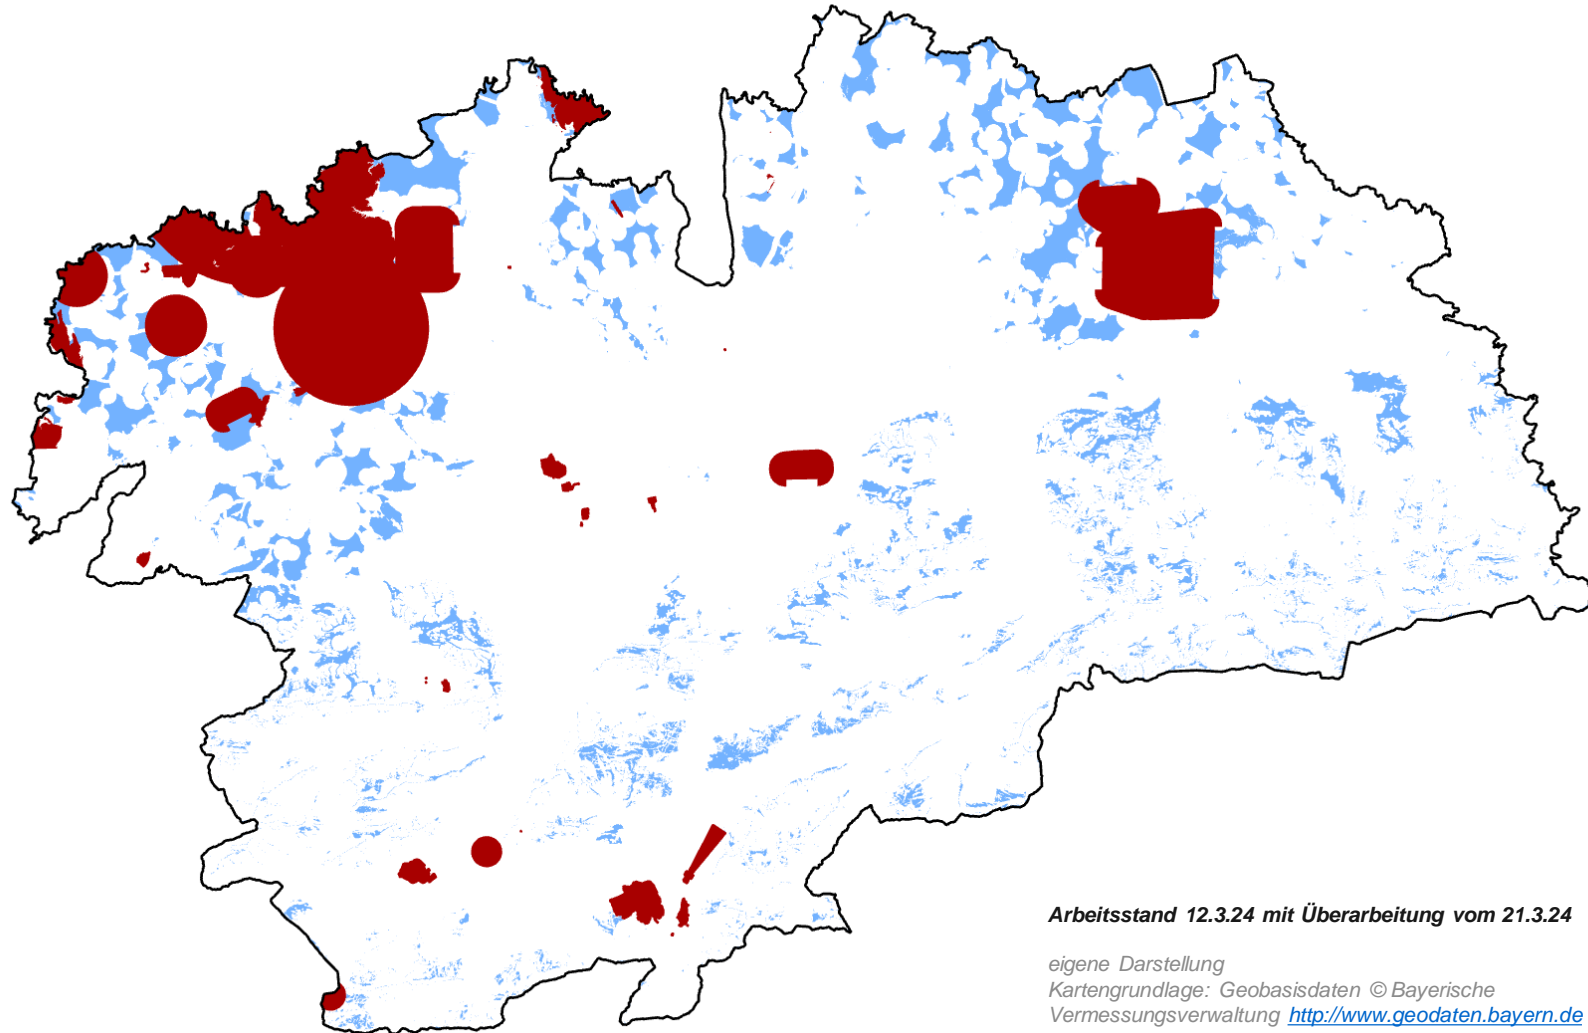 Arbeitsstand 12.3.24 mit Überarbeitung vom 21.3.24
eigene Darstellung
Kartengrundlage: Geobasisdaten © Bayerische
Vermessungsverwaltung http://www.geodaten.bayern.de